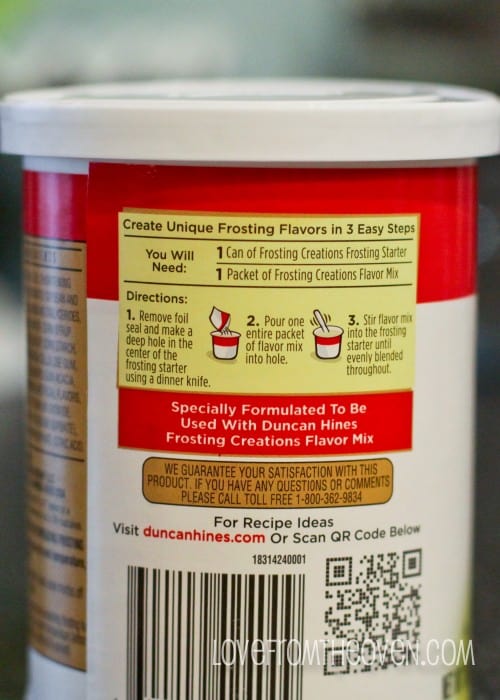 Create Unique Frosting Flavors in 3 Easy Steps
You Will Need:
1 Can of Frosting Creations Frosting Starter
1 Packet of Frosting Creations Flavor Mix
Directions:
1. Remove foil
seal and make a
deep hole in the
center of the
frosting starter
using a dinner knife.
2. Pour one
entire packet
of flavor mix
into hole.
3. Stir flavor mix
into the frosting
starter until
evenly blended
throughout.
Specially Formulated To Be
Used With Duncan Hines
Frosting Creations Flavor Mix
WE GUARANTEE YOUR SATISFACTION WITH THIS
PRODUCT. IF YOU HAVE ANY QUESTIONS OR COMMENTS
PLEASE CALL TOLL FREE 1-800-362-9834
For Recipe Ideas
Visit duncanhines.com Or Scan QR Code Below
18314240001
LOVEFROMTHEOVEN.COM